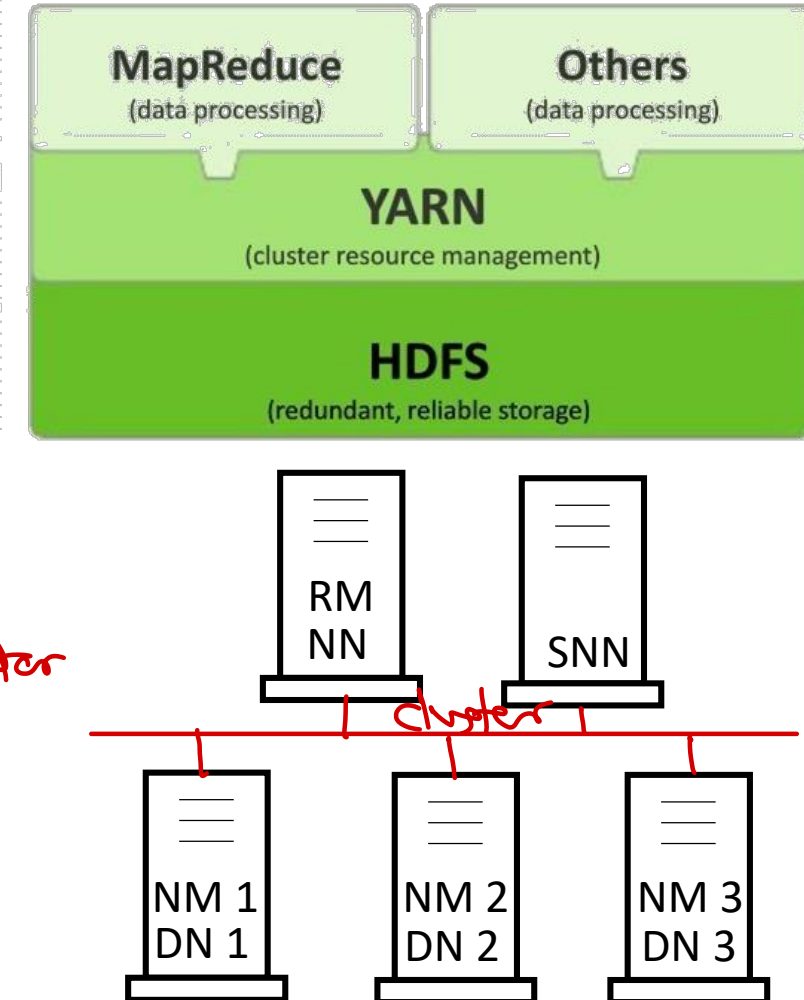 MapReduce
(data processing)
Others
(data processing)
YARN
(cluster resource management)
HDFS
(redundant, reliable storage)
RM
NN
SNN
cluster
NM 1
DN 1
NM 2
DN 2
NM 3
DN 3